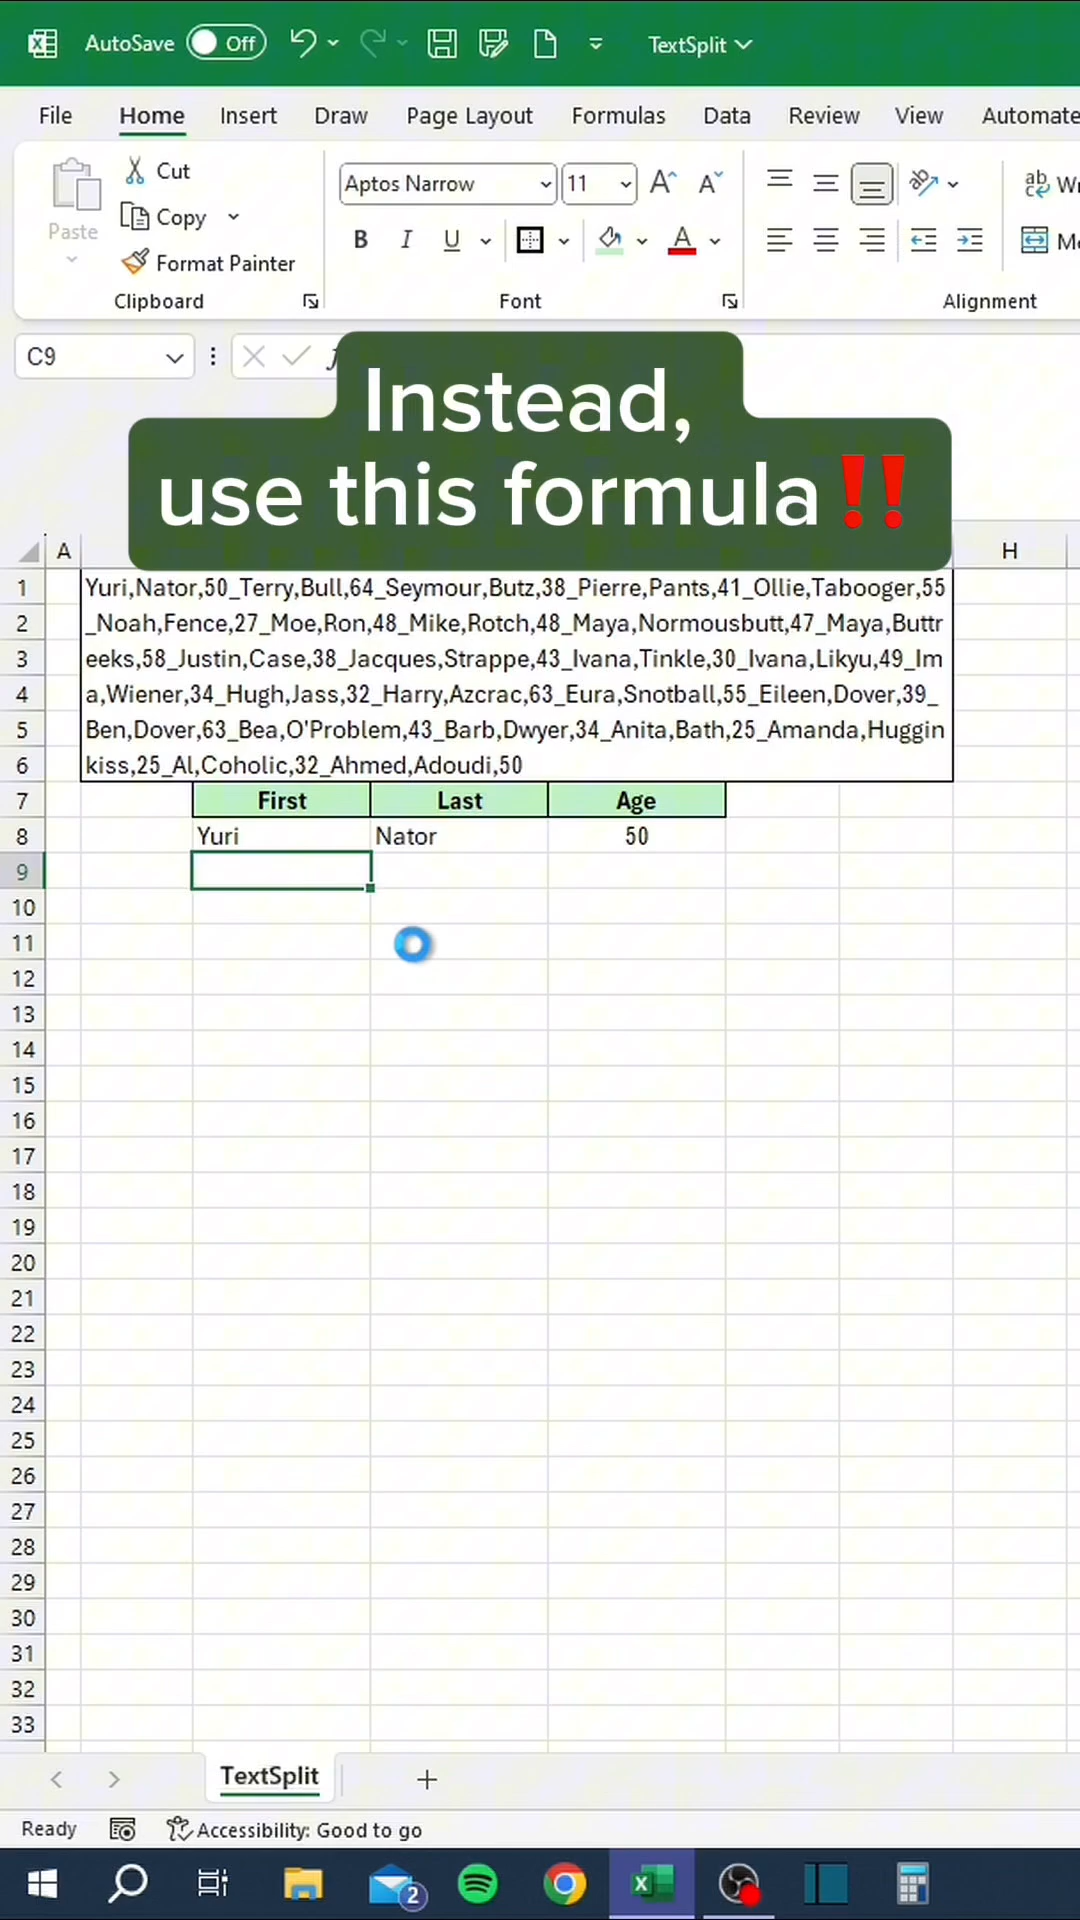 AutoSave Off TextSplit
File Home Insert Draw Page Layout Formulas Data Review View Automate
Paste Cut Copy Format Painter
Aptos Narrow 11
B I U A
Clipboard Font Alignment
C9
Instead,
use this formula‼️
A H
1 Yuri,Nator,50_Terry,Bull,64_Seymour,Butz,38_Pierre,Pants,41_Ollie,Tabooger,55
2 _Noah,Fence,27_Moe,Ron,48_Mike,Rotch,48_Maya,Normousbutt,47_Maya,Buttr
3 eeks,58_Justin,Case,38_Jacques,Strappe,43_Ivana,Tinkle,30_Ivana,Likyu,49_Im
4 a,Wiener,34_Hugh,Jass,32_Harry,Azcrac,63_Eura,Snotball,55_Eileen,Dover,39_
5 Ben,Dover,63_Bea,O'Problem,43_Barb,Dwyer,34_Anita,Bath,25_Amanda,Huggin
6 kiss,25_Al,Coholic,32_Ahmed,Adoudi,50
7 First Last Age
8 Yuri Nator 50
9
10
11
12
13
14
15
16
17
18
19
20
21
22
23
24
25
26
27
28
29
30
31
32
33
TextSplit
Ready Accessibility: Good to go
2